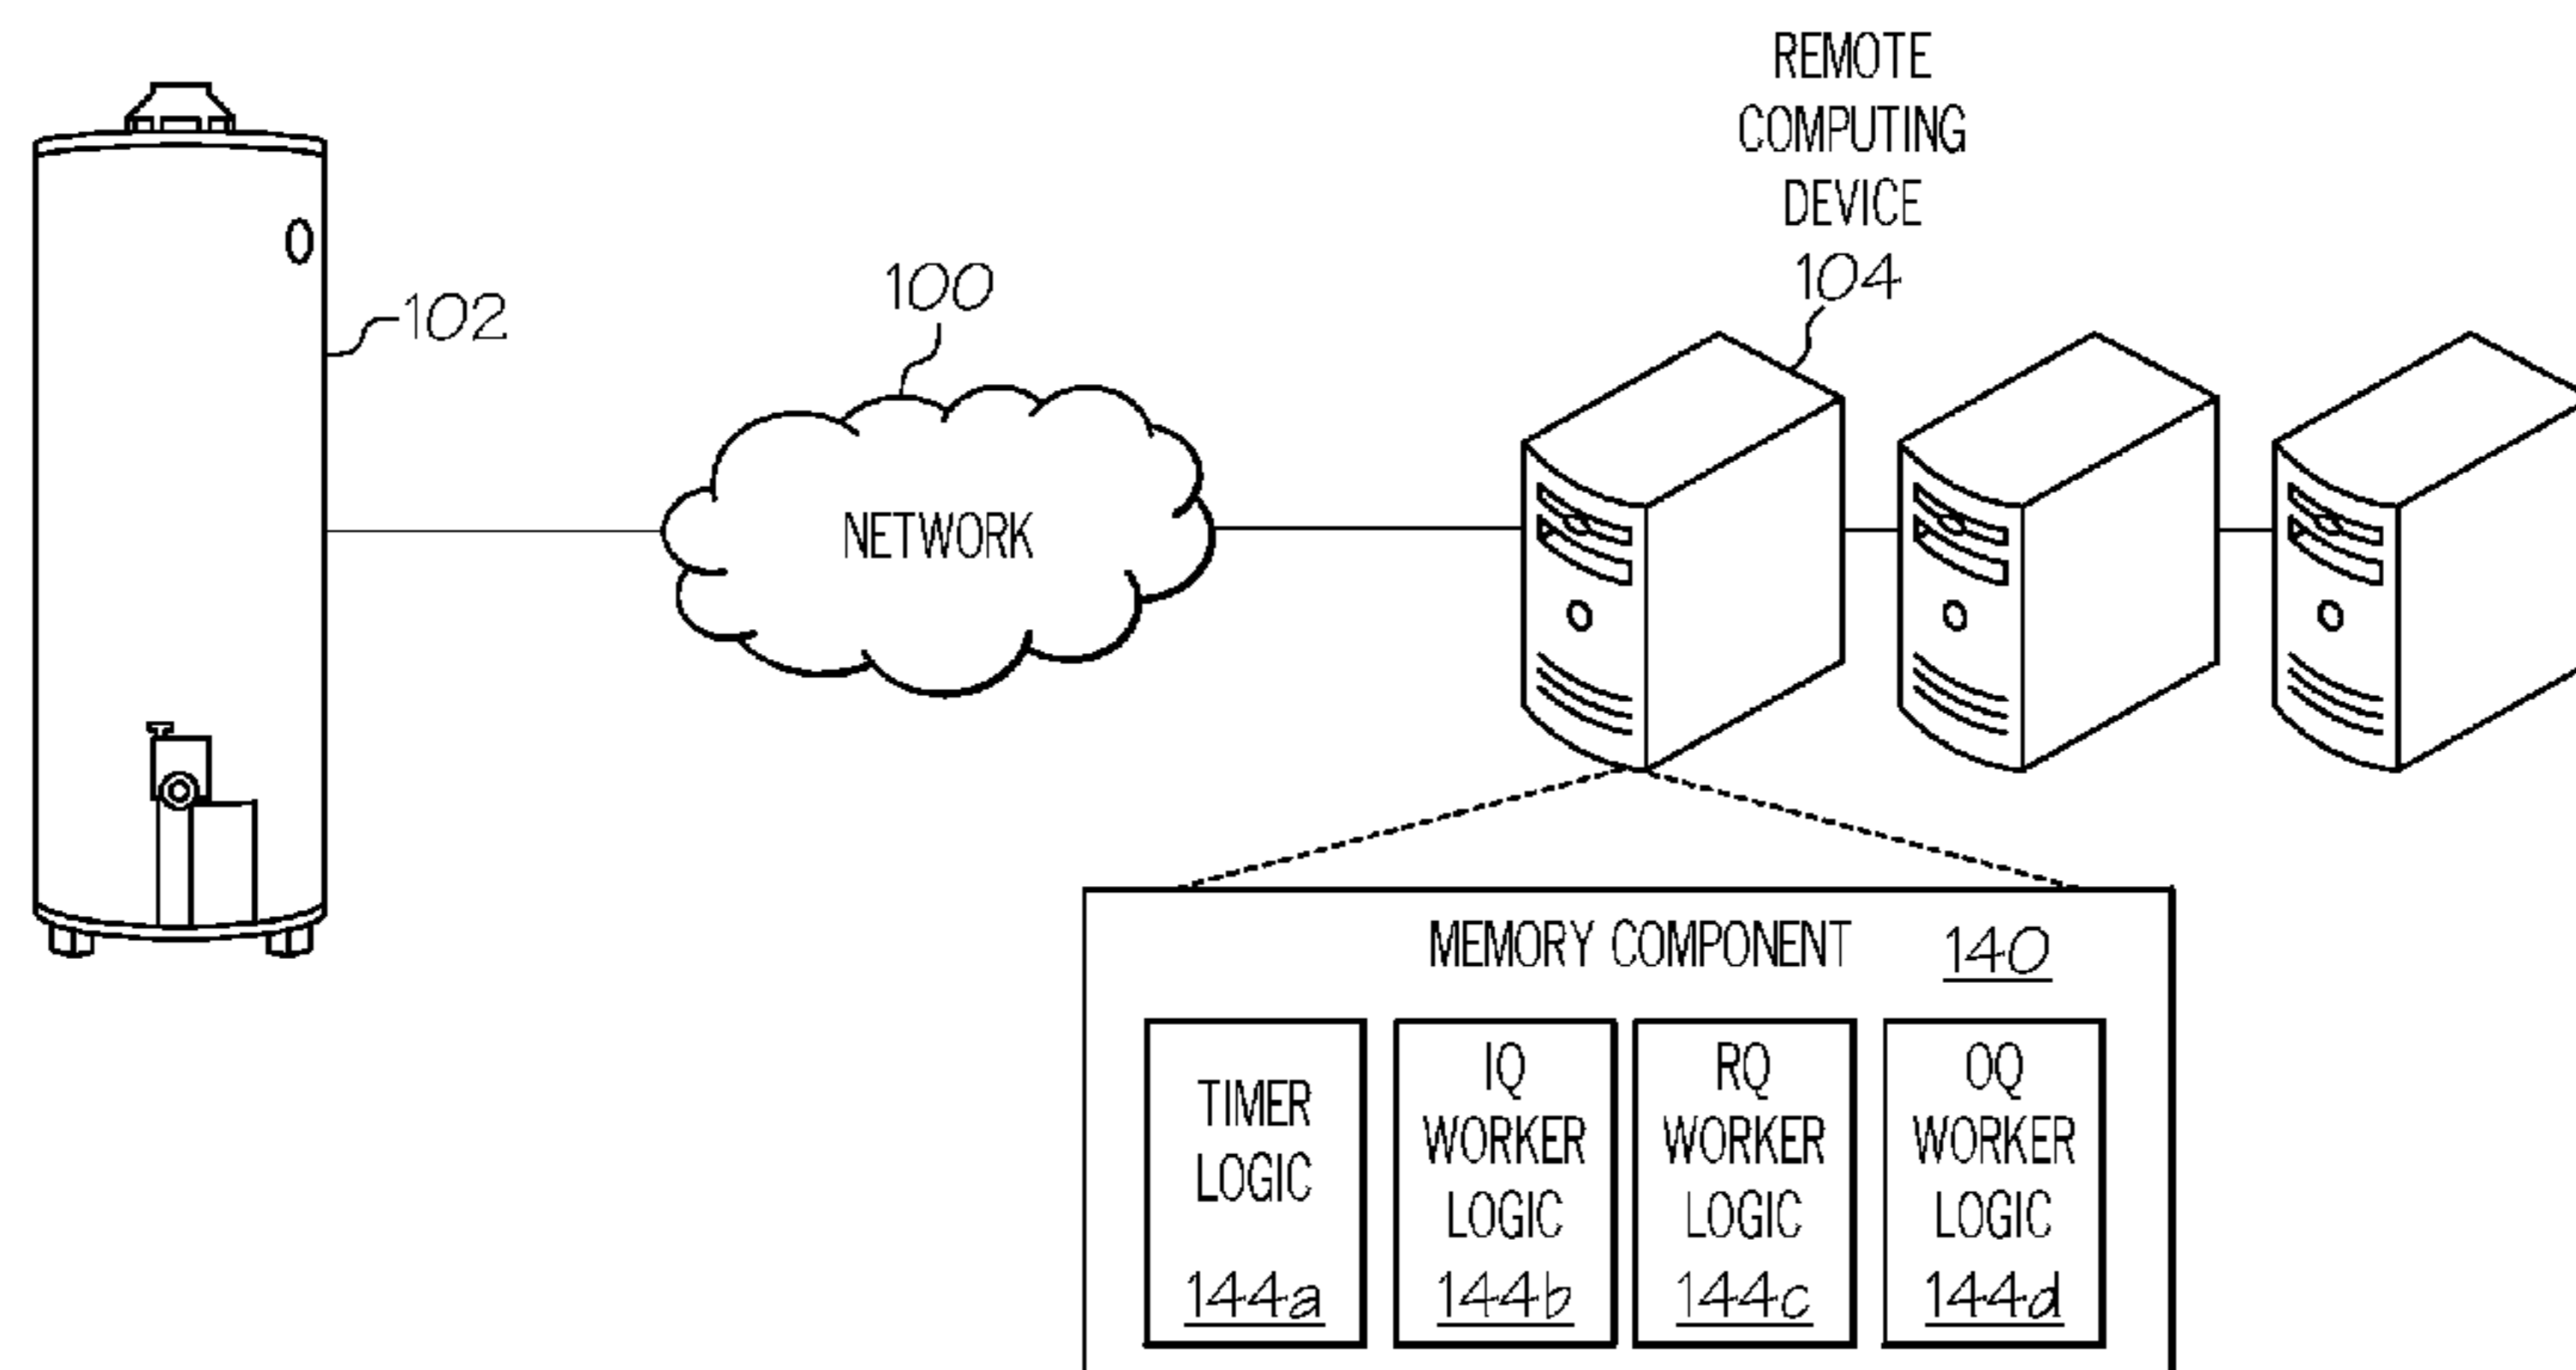 REMOTE
COMPUTING
DEVICE
104
102
100
NETWORK
MEMORY COMPONENT 140
TIMER
LOGIC
144a
IQ
WORKER
LOGIC
144b
RQ
WORKER
LOGIC
144c
OQ
WORKER
LOGIC
144d